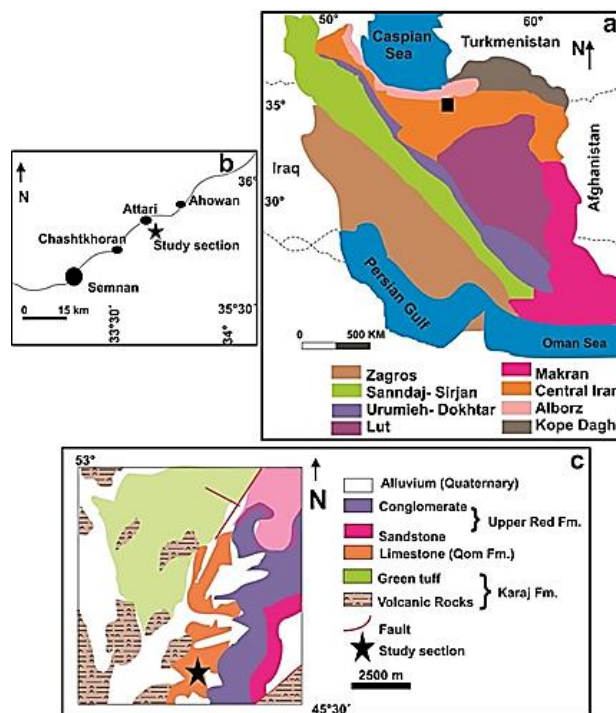 a
50°
60°
Caspian
Sea
Turkmenistan
N
35°
Afghanistan
Iraq
30°
Persian Gulf
Oman Sea
0 500 KM
Zagros
Sanndaj- Sirjan
Urumieh- Dokhtar
Lut
Makran
Central Iran
Alborz
Kope Dagh
b
N
36°
Ahowan
Attari
Study section
Chashtkhoran
Semnan
0 15 km
33°30'
35°30'
34°
c
53°
N
45°30'
Alluvium (Quaternary)
Conglomerate
Upper Red Fm.
Sandstone
Limestone (Qom Fm.)
Green tuff
Karaj Fm.
Volcanic Rocks
Fault
Study section
2500 m